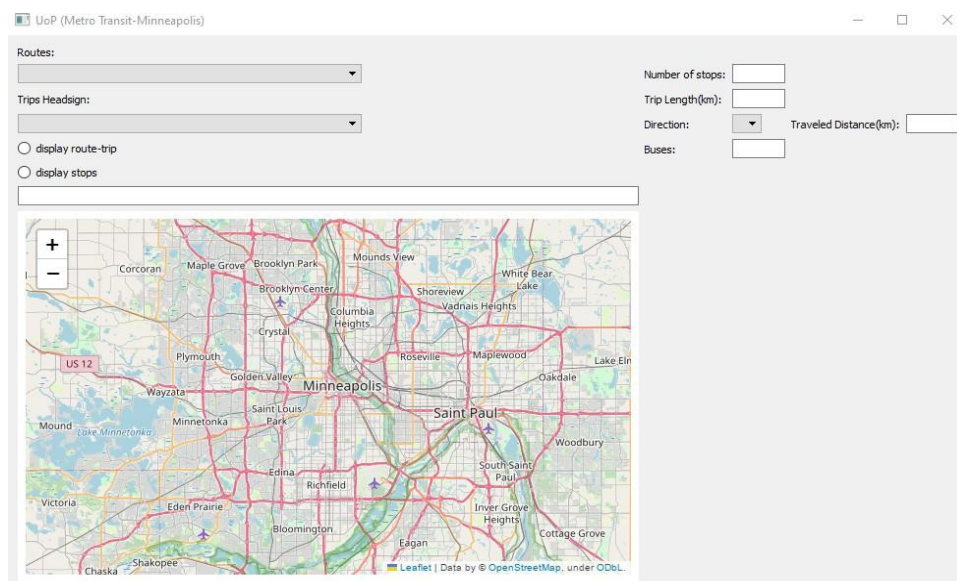 UoP (Metro Transit-Minneapolis)
Routes:
Number of stops:
Trips Headsign:
Trip Length(km):
Direction:
Traveled Distance(km):
display route-trip
Buses:
display stops
+
−
Mounds View
Corcoran
Maple Grove
Brooklyn Park
White Bear
Lake
Brooklyn Center
Shoreview
Vadnais Heights
Columbia
Heights
Crystal
Plymouth
Roseville
Maplewood
Lake Elm
US 12
Golden Valley
Oakdale
Minneapolis
Wayzata
Saint Louis
Park
Minnetonka
Saint Paul
Mound
Lake Minnetonka
Woodbury
Edina
South Saint
Paul
Richfield
Victoria
Eden Prairie
Inver Grove
Heights
Bloomington
Cottage Grove
Eagan
Shakopee
Chaska
Leaflet | Data by © OpenStreetMap, under ODbL.